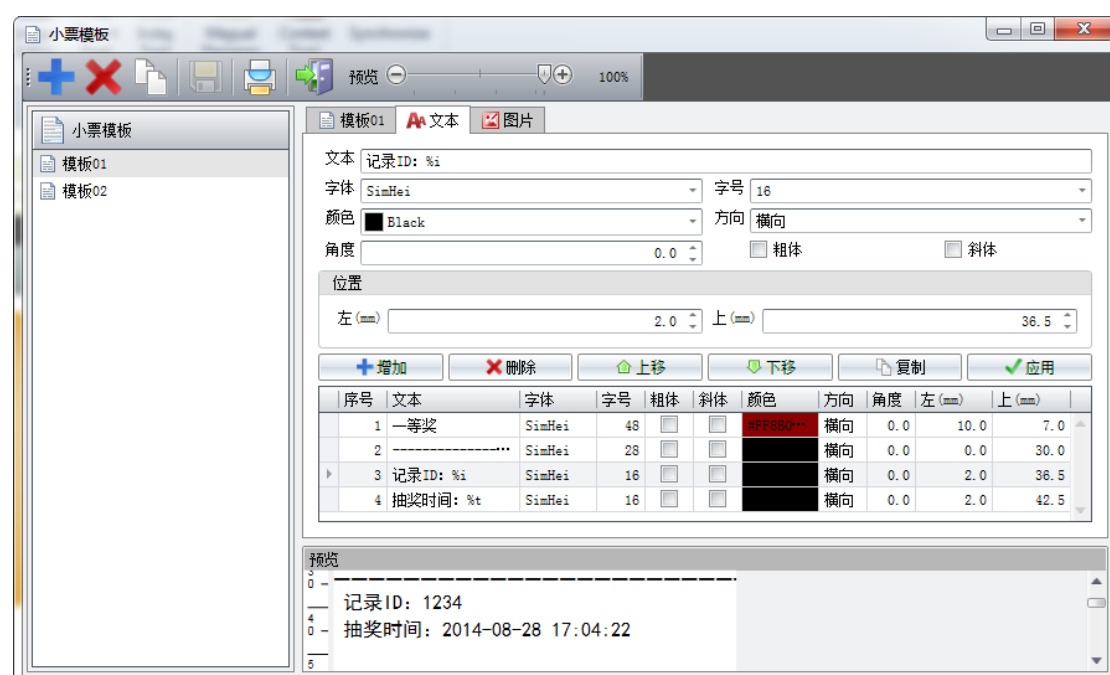 小票模板
预览 100%
小票模板
模板01
模板02
模板01 文本 图片
文本 记录ID: %i
字体 SimHei 字号 16
颜色 Black 方向 横向
角度 0.0 粗体 斜体
位置
左(mm) 2.0 上(mm) 36.5
增加 删除 上移 下移 复制 应用
序号 文本 字体 字号 粗体 斜体 颜色 方向 角度 左(mm) 上(mm)
1 一等奖 SimHei 48 #FF8B0… 横向 0.0 10.0 7.0
2 --------------… SimHei 28 横向 0.0 0.0 30.0
3 记录ID: %i SimHei 16 横向 0.0 2.0 36.5
4 抽奖时间: %t SimHei 16 横向 0.0 2.0 42.5
预览
30
记录ID: 1234
40
抽奖时间: 2014-08-28 17:04:22
5